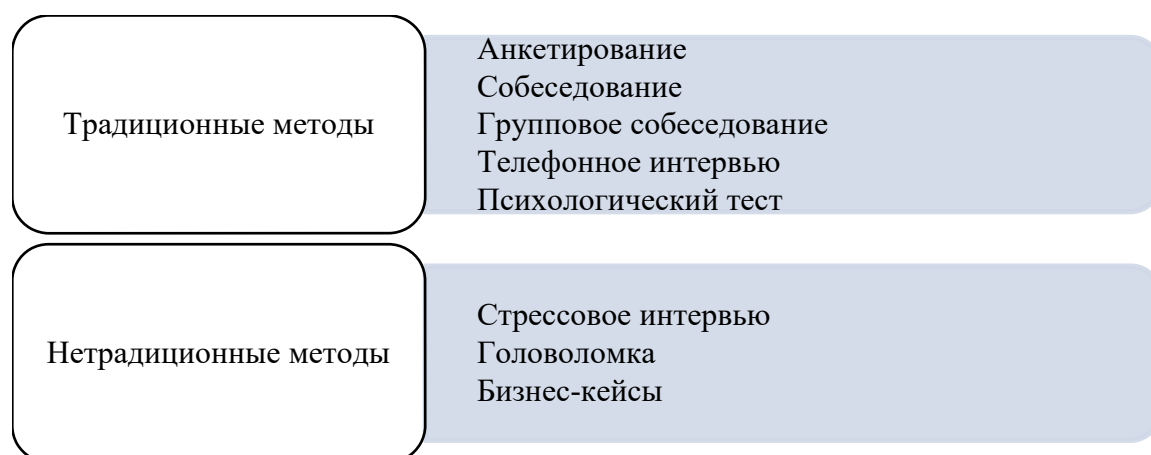 Традиционные методы
Анкетирование
Собеседование
Групповое собеседование
Телефонное интервью
Психологический тест
Нетрадиционные методы
Стрессовое интервью
Головоломка
Бизнес-кейсы